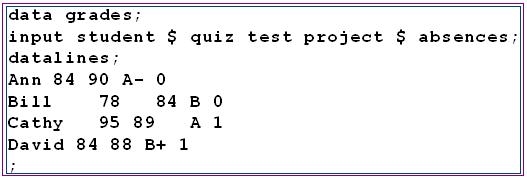 data grades;
input student $ quiz test project $ absences;
datalines;
Ann 84 90 A- 0
Bill    78   84 B 0
Cathy   95 89   A 1
David 84 88 B+ 1
;